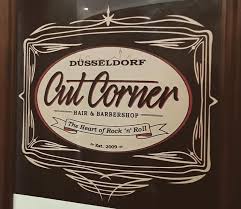 DÜSSELDORF
Cut Corner
HAIR & BARBERSHOP
The Heart of Rock 'n' Roll
Est. 2009